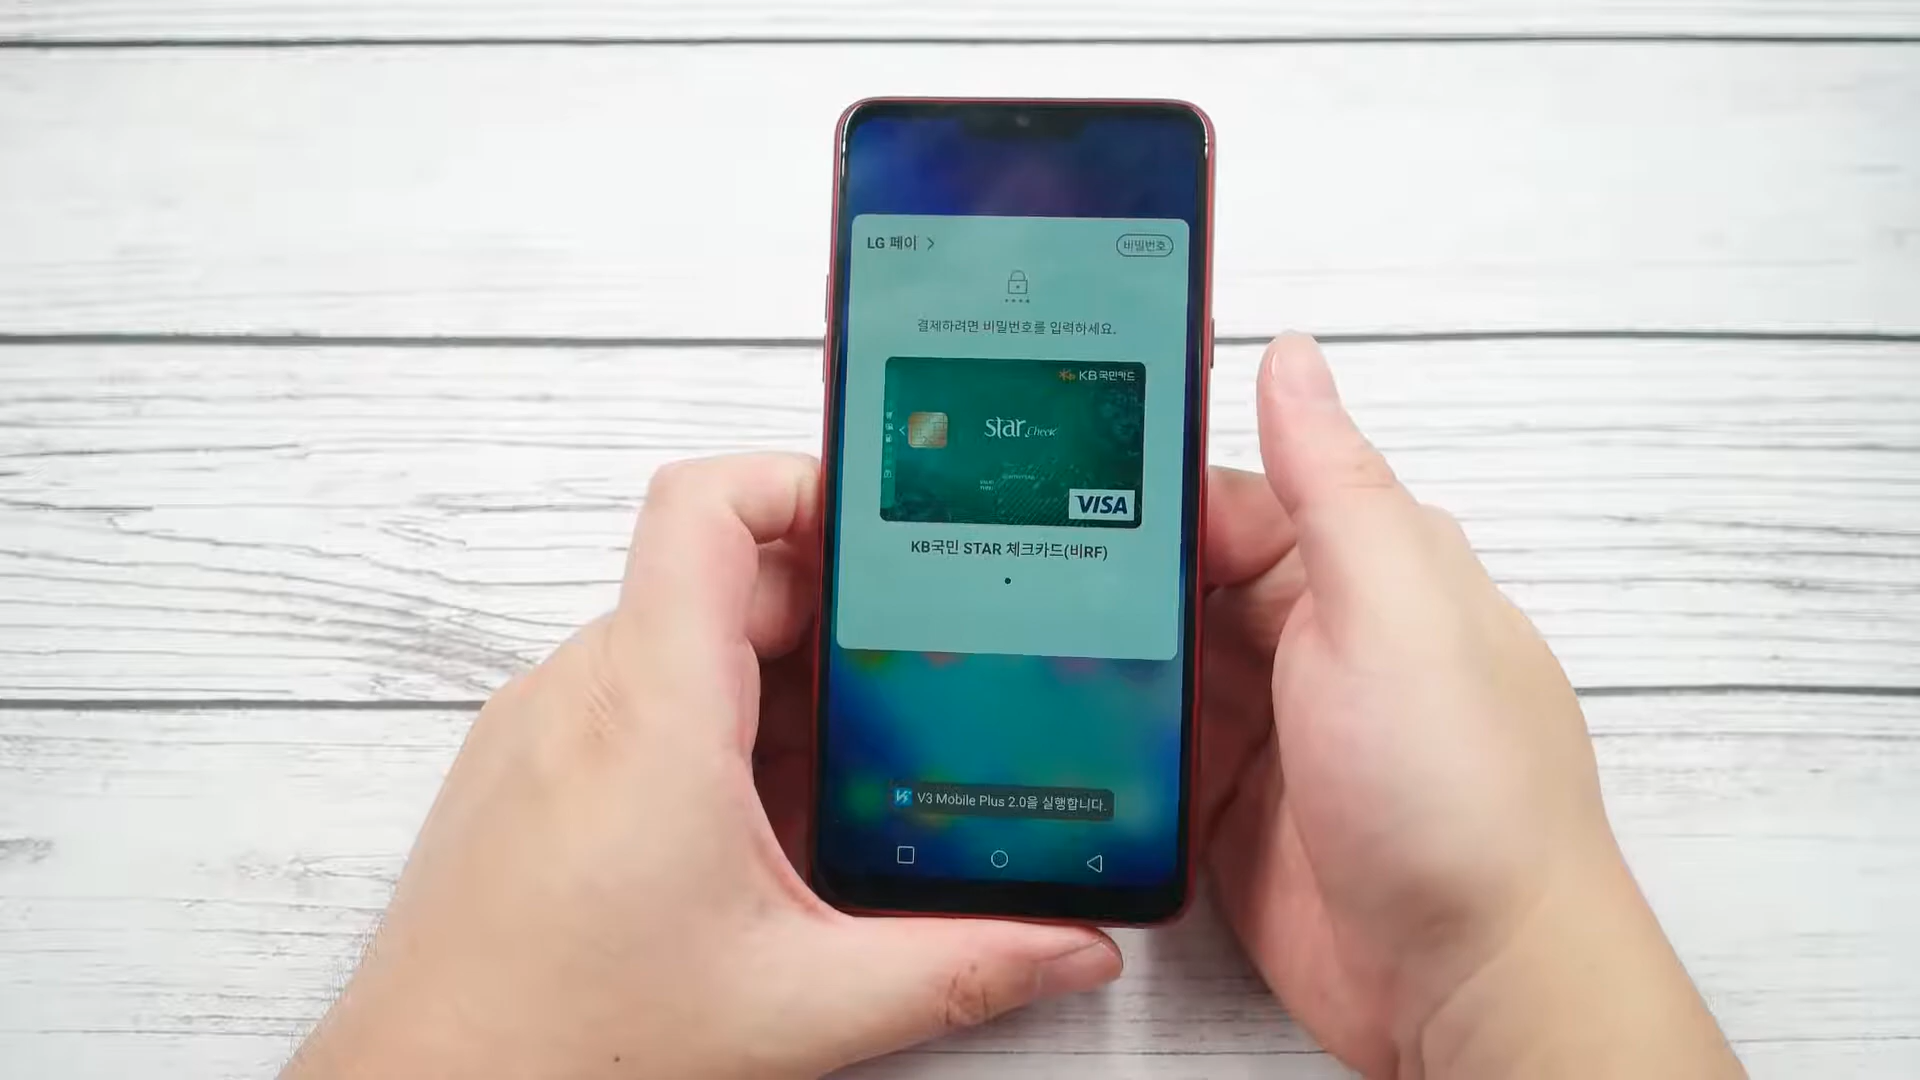 LG 페이 >
비밀번호
결제하려면 비밀번호를 입력하세요.
KB국민카드
star Check
VISA
KB국민 STAR 체크카드(비RF)
V3 Mobile Plus 2.0을 실행합니다.